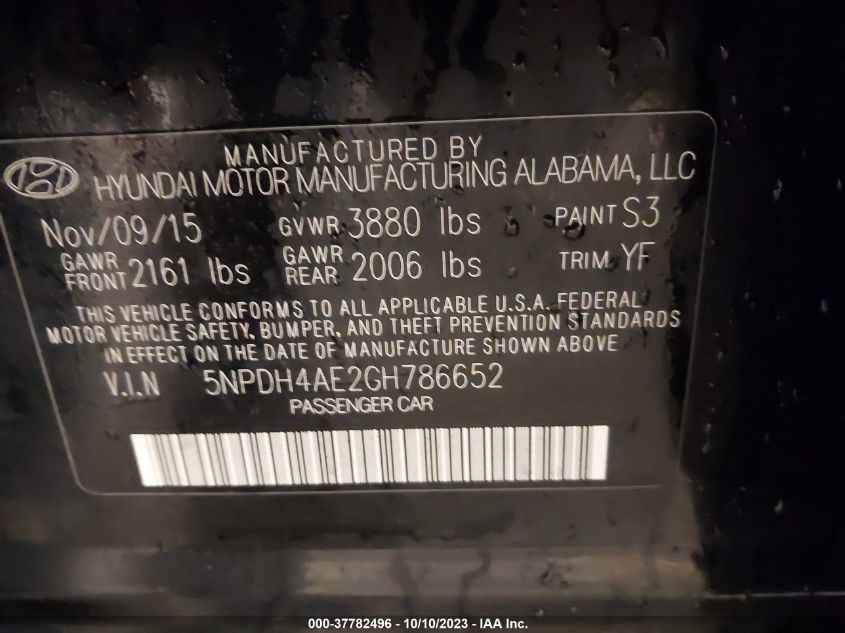 MANUFACTURED BY
HYUNDAI MOTOR MANUFACTURING ALABAMA, LLC
Nov/09/15 GVWR 3880 lbs PAINT S3
GAWR FRONT 2161 lbs GAWR REAR 2006 lbs TRIM YF
THIS VEHICLE CONFORMS TO ALL APPLICABLE U.S.A. FEDERAL
MOTOR VEHICLE SAFETY, BUMPER, AND THEFT PREVENTION STANDARDS
IN EFFECT ON THE DATE OF MANUFACTURE SHOWN ABOVE
V.I.N 5NPDH4AE2GH786652
PASSENGER CAR
000-37782496 - 10/10/2023 - IAA Inc.